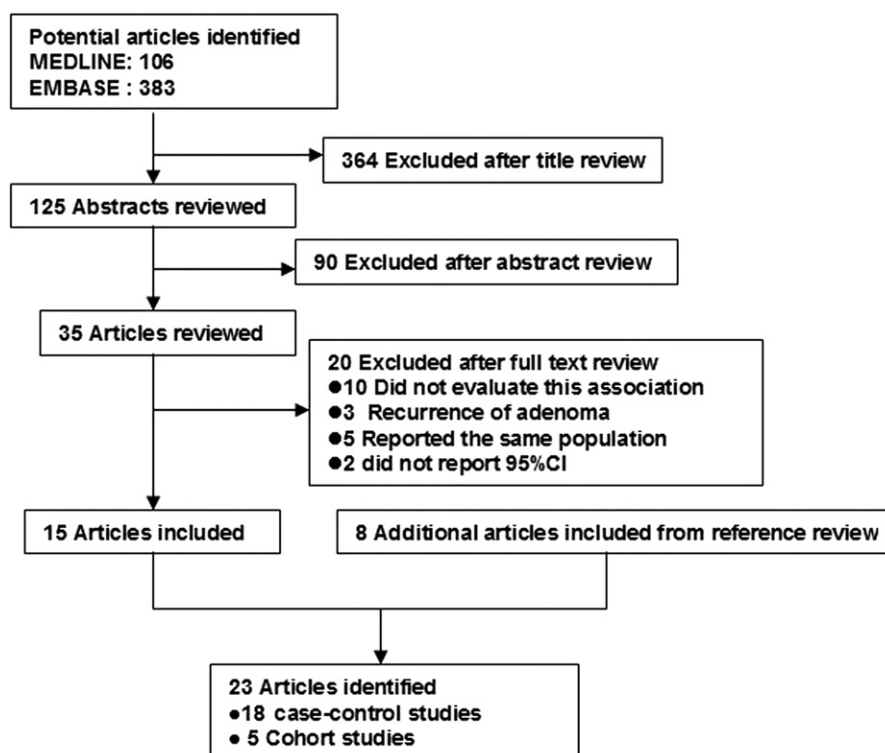 Potential articles identified
MEDLINE: 106
EMBASE : 383
364 Excluded after title review
125 Abstracts reviewed
90 Excluded after abstract review
35 Articles reviewed
20 Excluded after full text review
●10 Did not evaluate this association
●3 Recurrence of adenoma
●5 Reported the same population
●2 did not report 95%CI
15 Articles included
8 Additional articles included from reference review
23 Articles identified
●18 case-control studies
● 5 Cohort studies